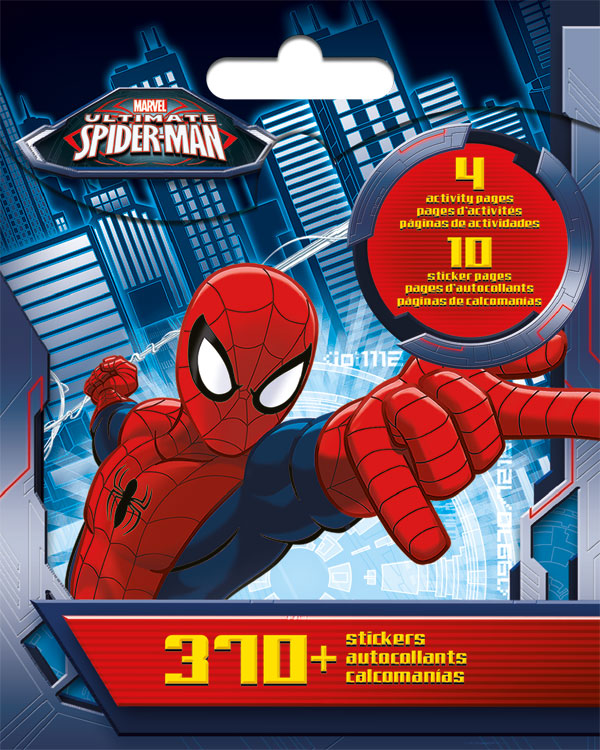 MARVEL
ULTIMATE
SPIDER-MAN
4
activity pages
pages d'activités
páginas de actividades
10
sticker pages
pages d'autocollants
páginas de calcomanías
370+
stickers
autocollants
calcomanías